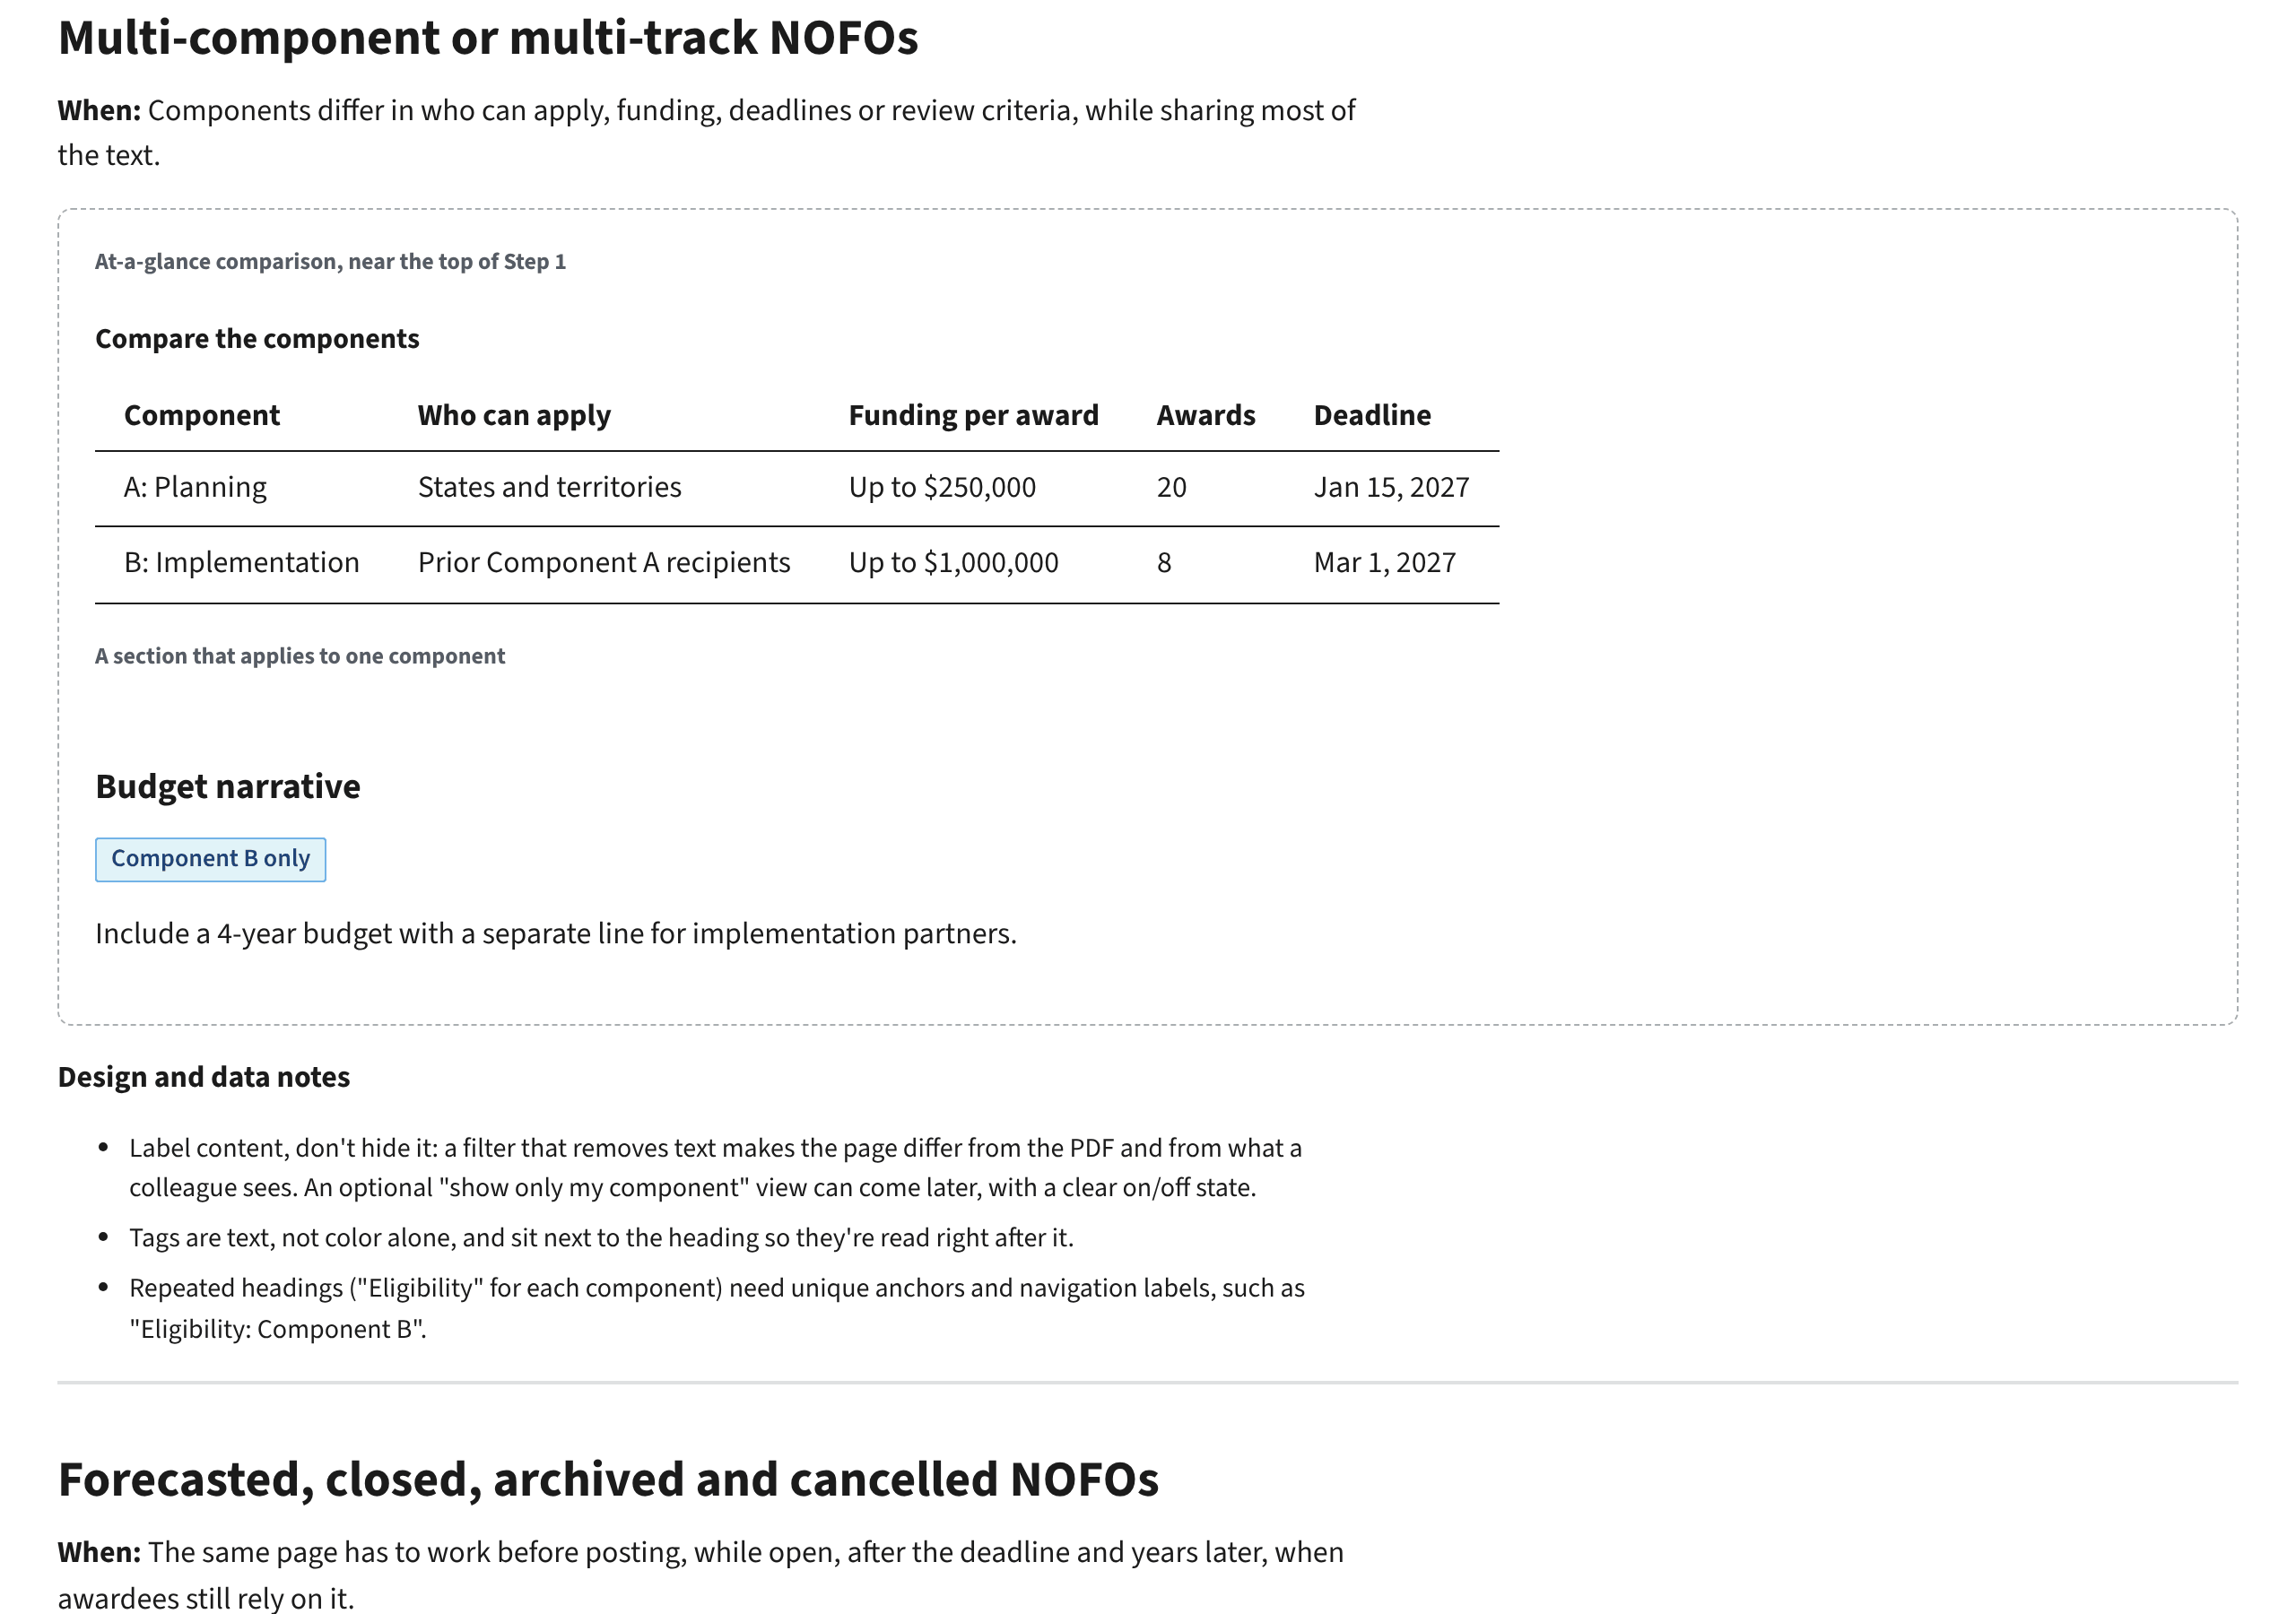 Multi-component or multi-track NOFOs
When: Components differ in who can apply, funding, deadlines or review criteria, while sharing most of
the text.
At-a-glance comparison, near the top of Step 1
Compare the components
Component Who can apply Funding per award Awards Deadline
A: Planning States and territories Up to $250,000 20 Jan 15, 2027
B: Implementation Prior Component A recipients Up to $1,000,000 8 Mar 1, 2027
A section that applies to one component
Budget narrative
Component B only
Include a 4-year budget with a separate line for implementation partners.
Design and data notes
• Label content, don't hide it: a filter that removes text makes the page differ from the PDF and from what a
colleague sees. An optional "show only my component" view can come later, with a clear on/off state.
• Tags are text, not color alone, and sit next to the heading so they're read right after it.
• Repeated headings ("Eligibility" for each component) need unique anchors and navigation labels, such as
"Eligibility: Component B".
Forecasted, closed, archived and cancelled NOFOs
When: The same page has to work before posting, while open, after the deadline and years later, when
awardees still rely on it.